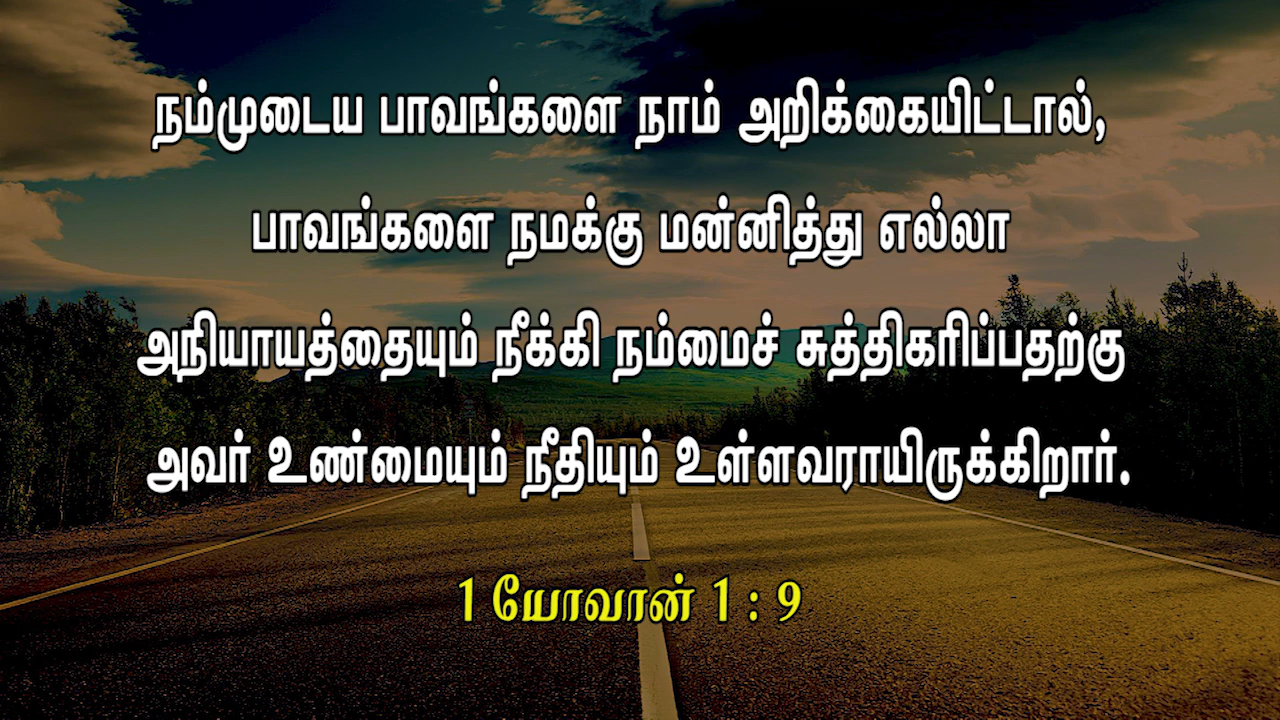 நம்முடைய பாவங்களை நாம் அறிக்கையிட்டால்,
பாவங்களை நமக்கு மன்னித்து எல்லா
அநியாயத்தையும் நீக்கி நம்மைச் சுத்திகரிப்பதற்கு
அவர் உண்மையும் நீதியும் உள்ளவராயிருக்கிறார்.
1 யோவான் 1 : 9